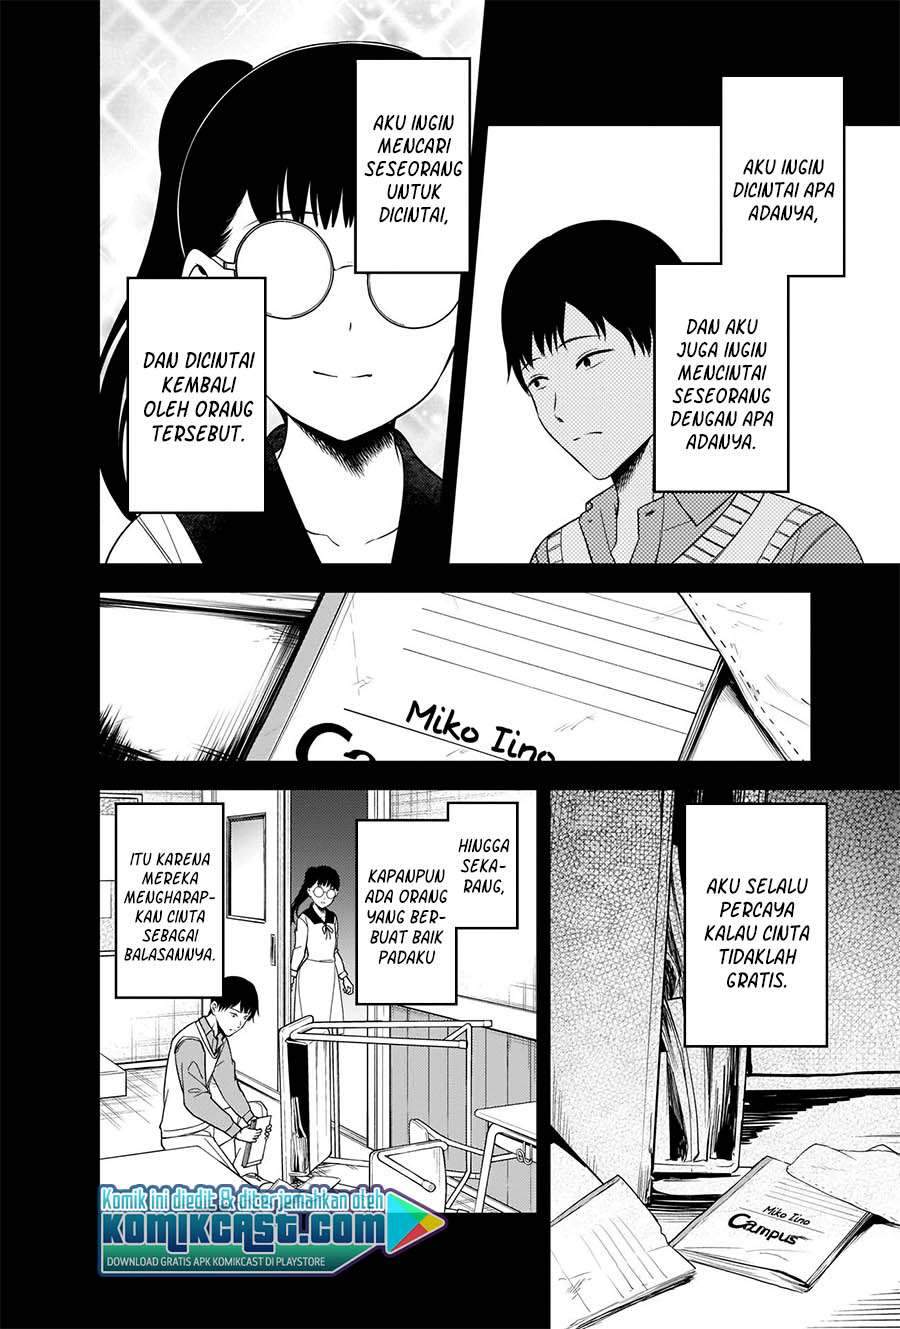 AKU INGIN
DICINTAI APA
ADANYA,
DAN AKU
JUGA INGIN
MENCINTAI
SESEORANG
DENGAN APA
ADANYA.
AKU INGIN
MENCARI
SESEORANG
UNTUK
DICINTAI,
DAN DICINTAI
KEMBALI
OLEH ORANG
TERSEBUT.
Miko Iino
Campus
AKU SELALU
PERCAYA
KALAU CINTA
TIDAKLAH
GRATIS.
Miko Iino
Campus
HINGGA
SEKA-
RANG,
KAPANPUN
ADA ORANG
YANG BER-
BUAT BAIK
PADAKU
ITU KARENA
MEREKA
MENGHARAP-
KAN CINTA
SEBAGAI
BALASANNYA.
Komik ini diedit & diterjemahkan oleh
KOMIKCAST.COM
DOWNLOAD GRATIS APK KOMIKCAST DI PLAYSTORE